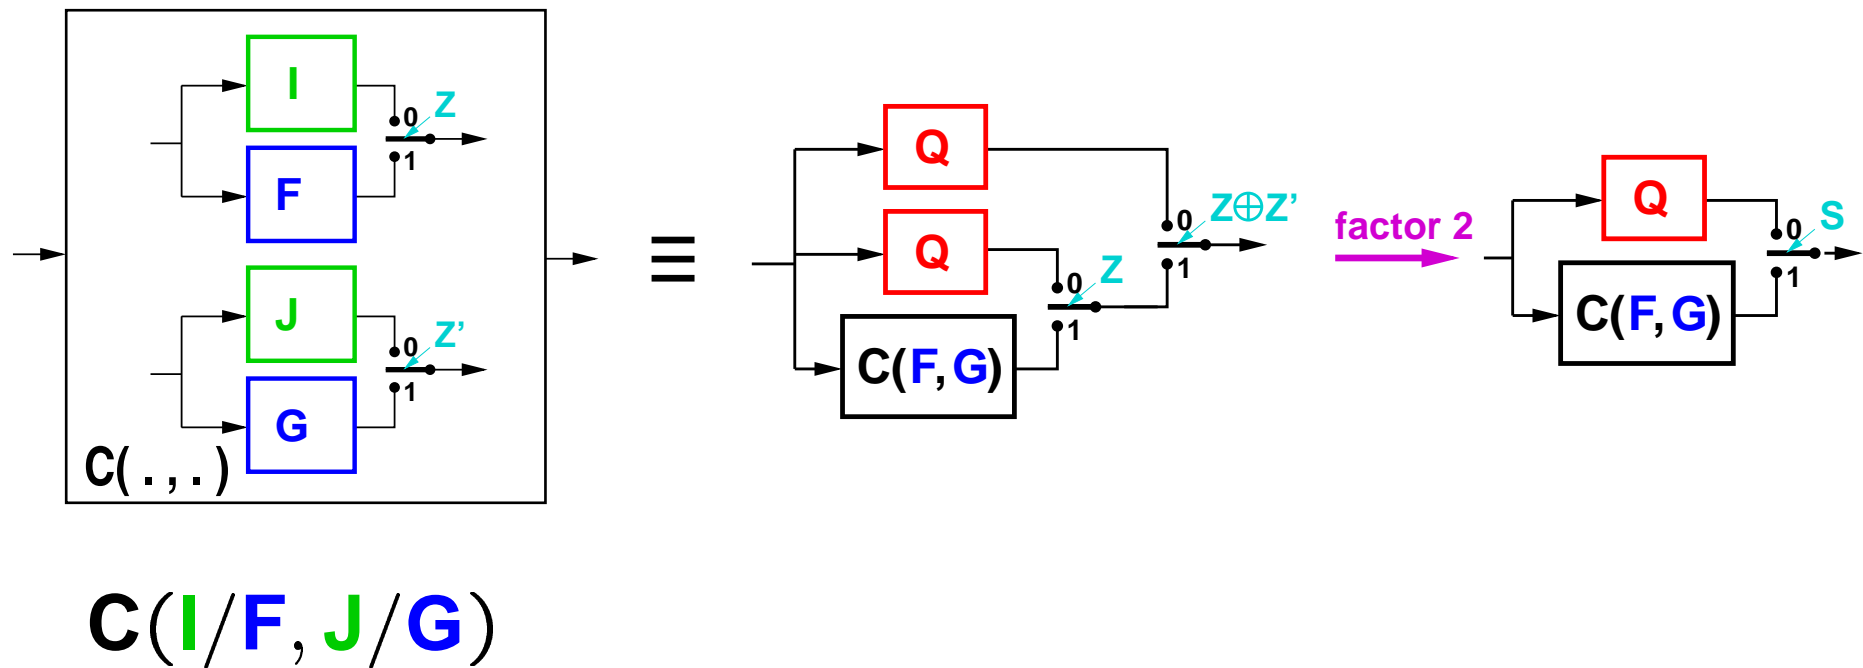 I
0
Z
1
F
J
0
Z'
1
G
C( . , . )
C(I/F, J/G)
≡
Q
0
Z⊕Z'
1
Q
0
Z
1
C(F,G)
factor 2
Q
0
S
1
C(F,G)